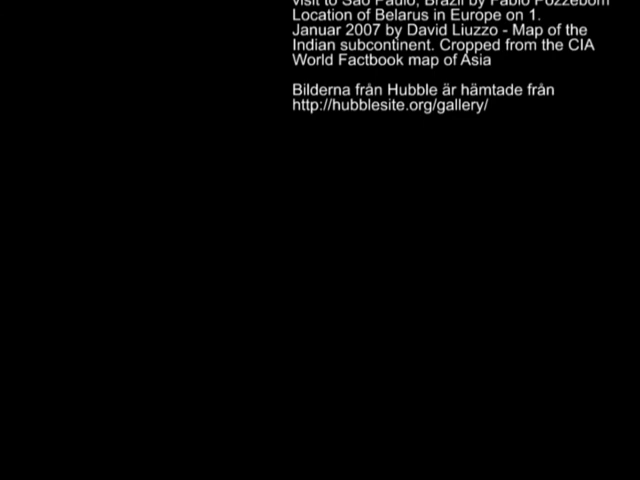 visit to São Paulo, Brazil by Fabio Pozzebom
Location of Belarus in Europe on 1.
Januar 2007 by David Liuzzo - Map of the
Indian subcontinent. Cropped from the CIA
World Factbook map of Asia

Bilderna från Hubble är hämtade från
http://hubblesite.org/gallery/